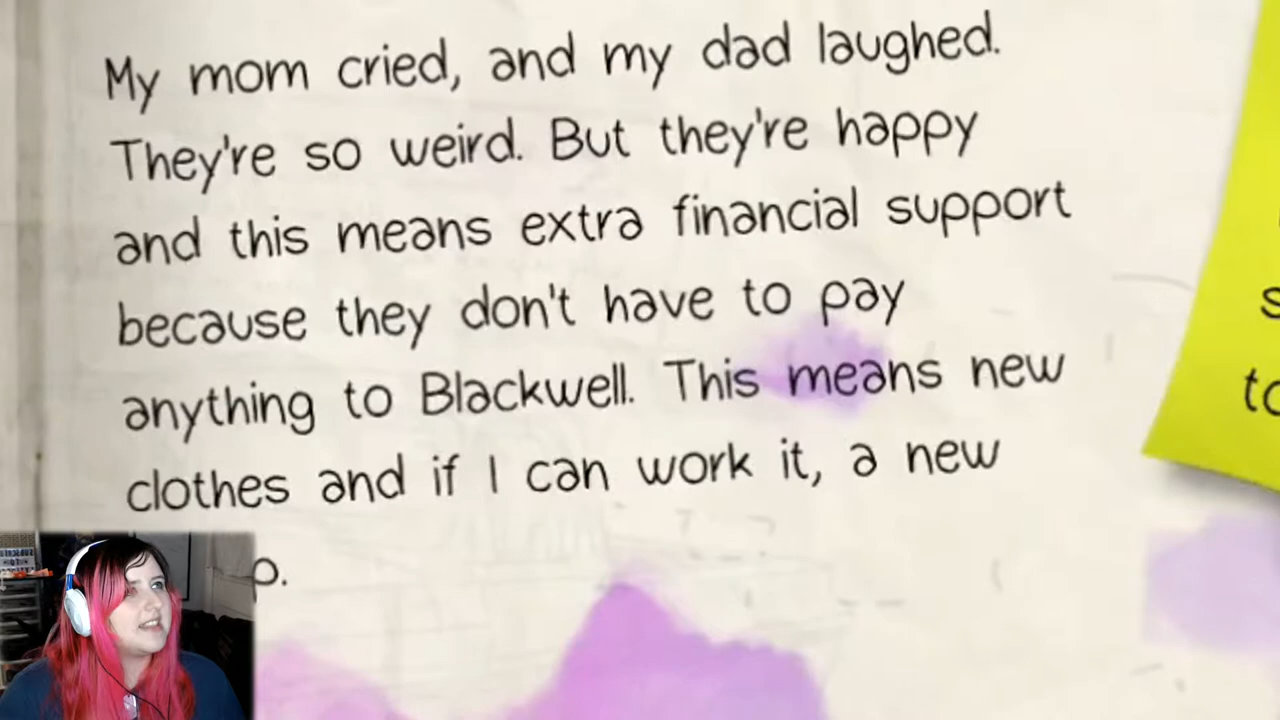 My mom cried, and my dad laughed.
They're so weird. But they're happy
and this means extra financial support
because they don't have to pay
anything to Blackwell. This means new
clothes and if I can work it, a new